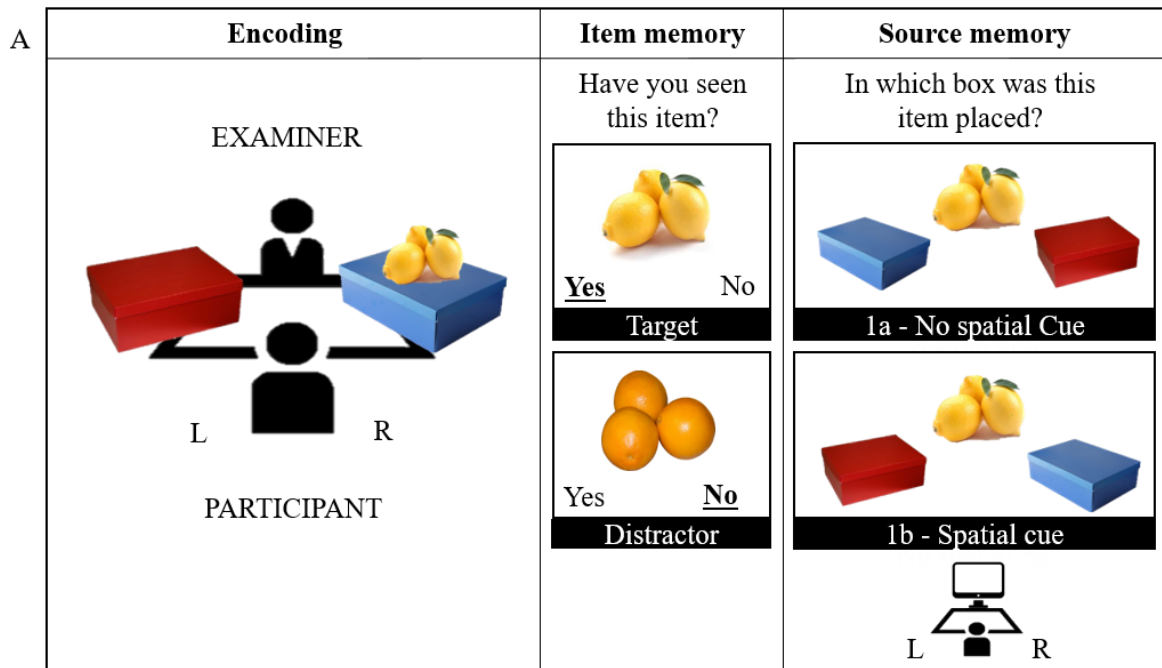 A
Encoding
Item memory
Source memory
EXAMINER
L R
PARTICIPANT
Have you seen
this item?
Yes No
Target
Yes No
Distractor
In which box was this
item placed?
1a - No spatial Cue
1b - Spatial cue
L R